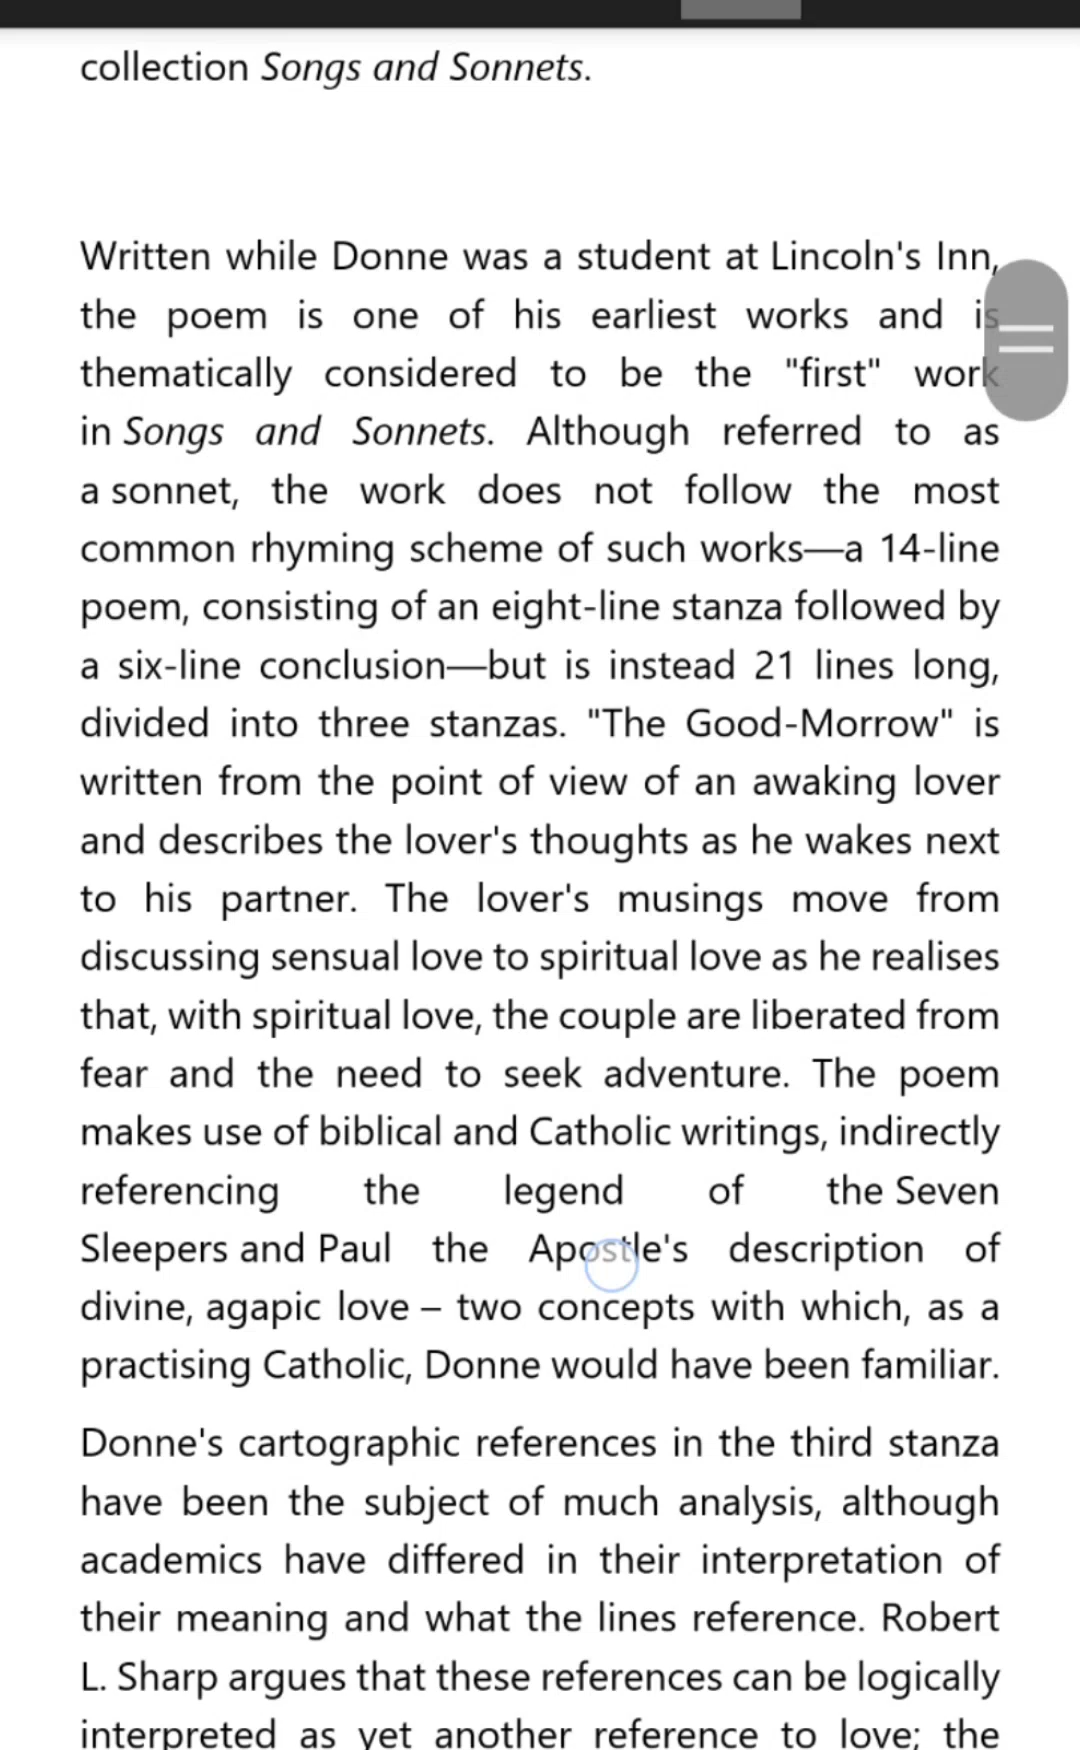 collection Songs and Sonnets.
Written while Donne was a student at Lincoln's Inn,
the poem is one of his earliest works and is
thematically considered to be the "first" work
in Songs and Sonnets. Although referred to as
a sonnet, the work does not follow the most
common rhyming scheme of such works—a 14-line
poem, consisting of an eight-line stanza followed by
a six-line conclusion—but is instead 21 lines long,
divided into three stanzas. "The Good-Morrow" is
written from the point of view of an awaking lover
and describes the lover's thoughts as he wakes next
to his partner. The lover's musings move from
discussing sensual love to spiritual love as he realises
that, with spiritual love, the couple are liberated from
fear and the need to seek adventure. The poem
makes use of biblical and Catholic writings, indirectly
referencing the legend of the Seven
Sleepers and Paul the Apostle's description of
divine, agapic love – two concepts with which, as a
practising Catholic, Donne would have been familiar.
Donne's cartographic references in the third stanza
have been the subject of much analysis, although
academics have differed in their interpretation of
their meaning and what the lines reference. Robert
L. Sharp argues that these references can be logically
interpreted as yet another reference to love; the